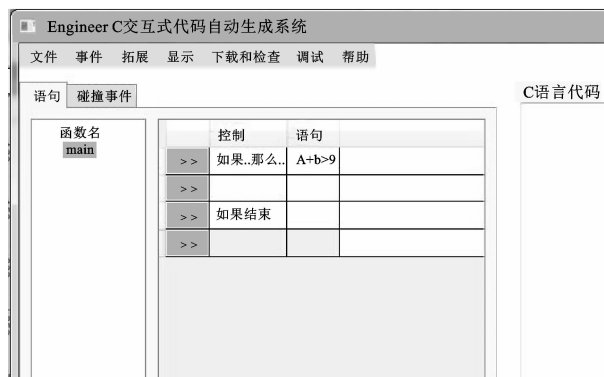 Engineer C交互式代码自动生成系统
文件 事件 拓展 显示 下载和检查 调试 帮助
语句 碰撞事件
C语言代码
函数名
main
控制 语句
>> 如果..那么.. A+b>9
>>
>> 如果结束
>>